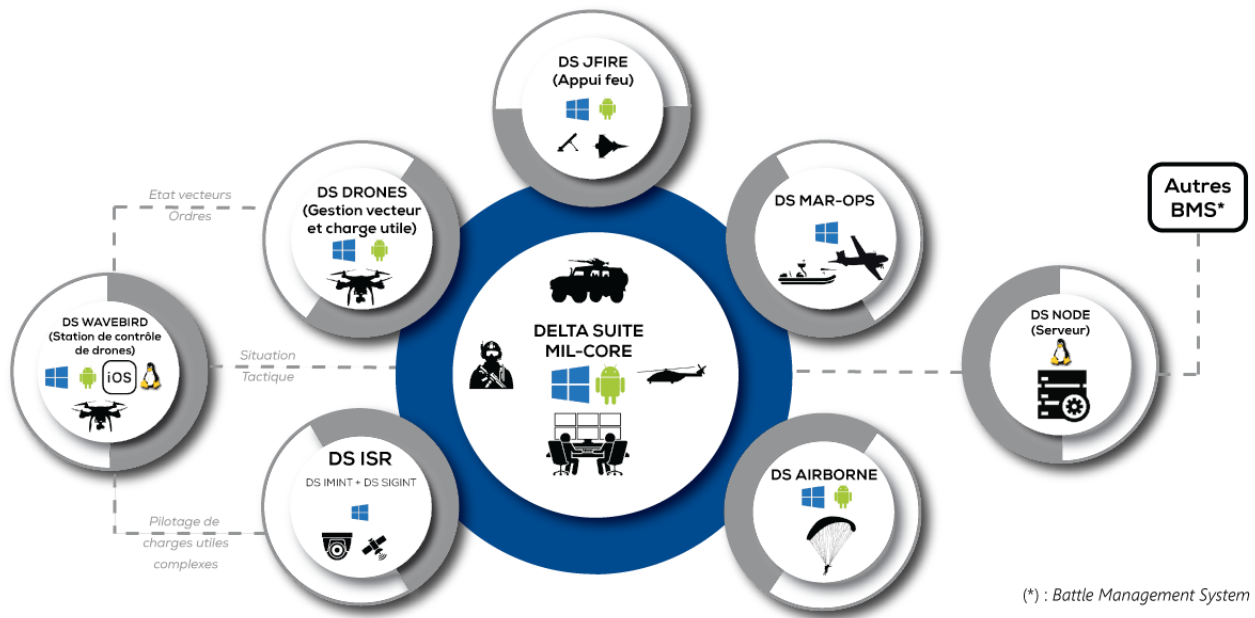 DS JFIRE
(Appui feu)
DS DRONES
(Gestion vecteur
et charge utile)
DS MAR-OPS
Autres
BMS*
Etat vecteurs
Ordres
DS WAVEBIRD
(Station de contrôle
de drones)
iOS
Situation
Tactique
DELTA SUITE
MIL-CORE
DS NODE
(Serveur)
DS ISR
DS IMINT + DS SIGINT
DS AIRBORNE
Pilotage de
charges utiles
complexes
(*) : Battle Management System